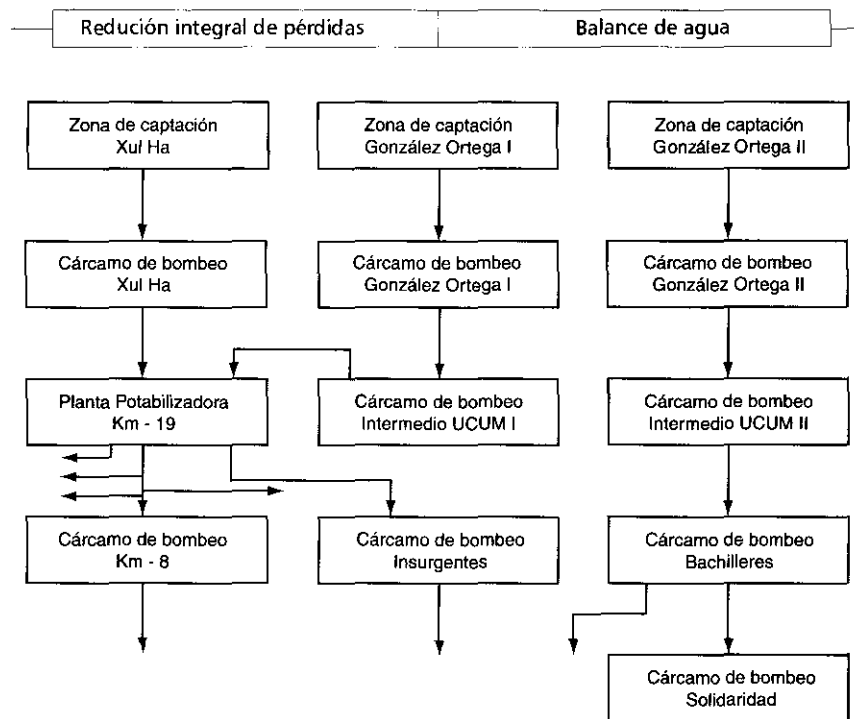 Redución integral de pérdidas
Balance de agua
Zona de captación
Xul Ha
Zona de captación
González Ortega I
Zona de captación
González Ortega II
Cárcamo de bombeo
Xul Ha
Cárcamo de bombeo
González Ortega I
Cárcamo de bombeo
González Ortega II
Planta Potabilizadora
Km - 19
Cárcamo de bombeo
Intermedio UCUM I
Cárcamo de bombeo
Intermedio UCUM II
Cárcamo de bombeo
Km - 8
Cárcamo de bombeo
Insurgentes
Cárcamo de bombeo
Bachilleres
Cárcamo de bombeo
Solidaridad